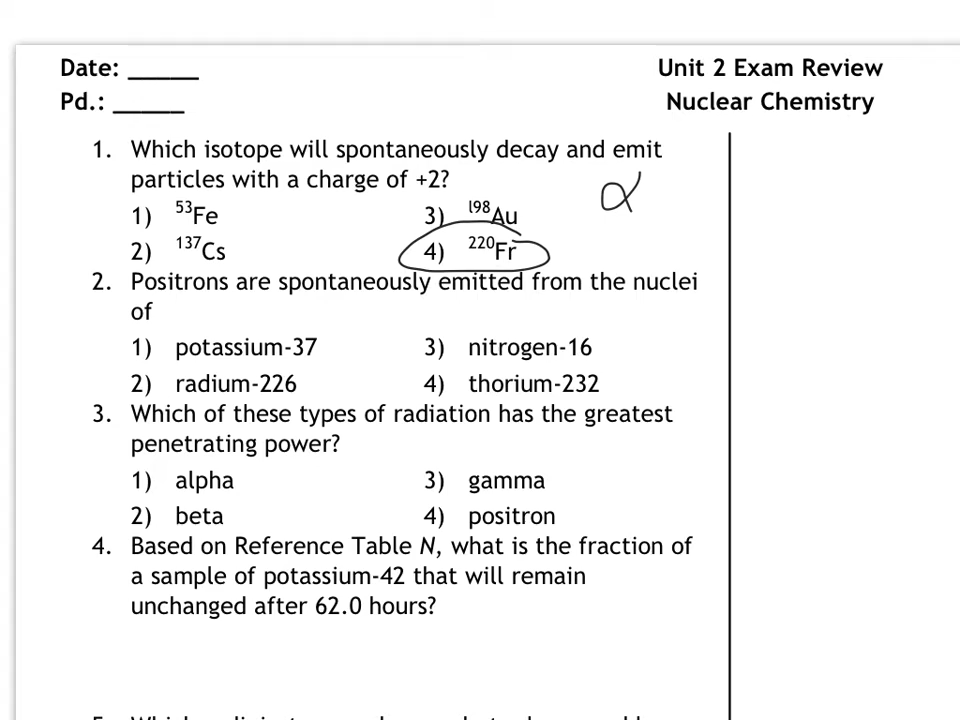 Date: _____ Unit 2 Exam Review
Pd.: _____ Nuclear Chemistry
1. Which isotope will spontaneously decay and emit
particles with a charge of +2?
α
1) ⁵³Fe 3) ¹⁹⁸Au
2) ¹³⁷Cs 4) ²²⁰Fr
2. Positrons are spontaneously emitted from the nuclei
of
1) potassium-37 3) nitrogen-16
2) radium-226 4) thorium-232
3. Which of these types of radiation has the greatest
penetrating power?
1) alpha 3) gamma
2) beta 4) positron
4. Based on Reference Table N, what is the fraction of
a sample of potassium-42 that will remain
unchanged after 62.0 hours?